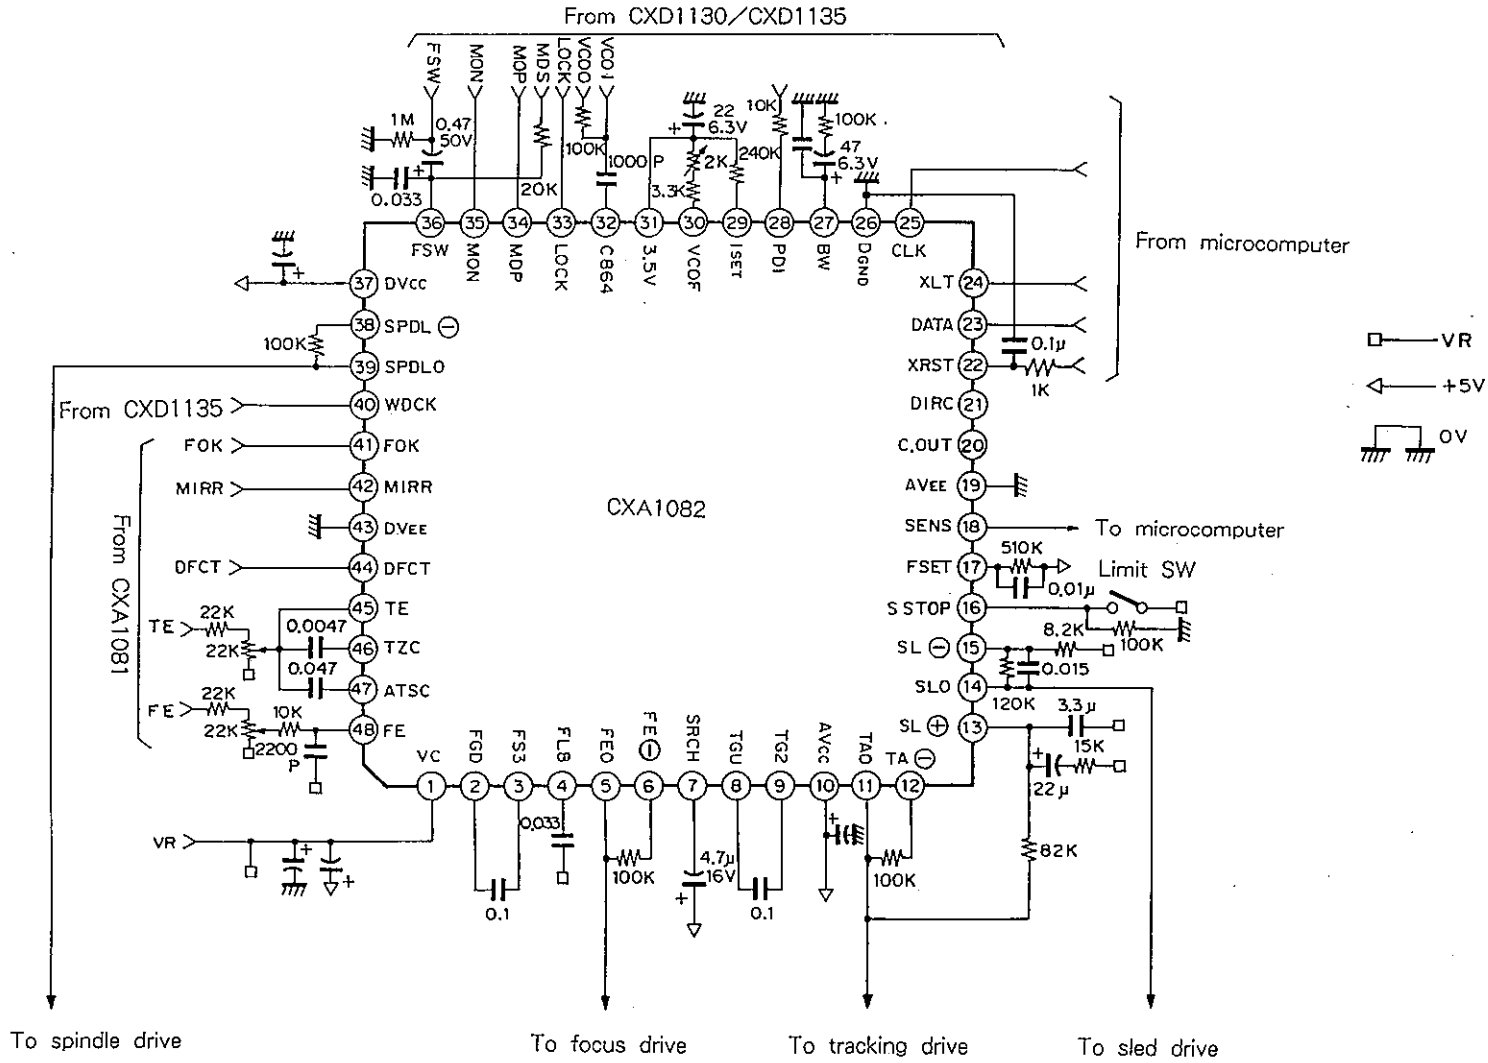 From CXD1130/CXD1135
FSW
MON
MDP
MDS
LOCK
VCOO
VCO1
1M
0.47
50V
0.033
+
20K
100K
1000P
+
22
6.3V
2K
3.3K
240K
10K
100K
47
6.3V
+
36 35 34 33 32 31 30 29 28 27 26 25
FSW
MON
MDP
LOCK
C864
3.5V
VCOF
ISET
PDI
BW
DGND
CLK
From microcomputer
+
37 DVCC
38 SPDL ⊖
100K
39 SPDLO
From CXD1135
40 WDCK
FOK
41 FOK
MIRR
42 MIRR
43 DVEE
DFCT
44 DFCT
45 TE
TE
22K
22K
0.0047
46 TZC
0.047
47 ATSC
FE
22K
22K
10K
2200
P
48 FE
From CXA1081
CXA1082
XLT 24
DATA 23
0.1μ
XRST 22
1K
DIRC 21
C.OUT 20
AVEE 19
SENS 18
To microcomputer
FSET 17
510K
0.01μ
Limit SW
S STOP 16
100K
SL ⊖ 15
8.2K
0.015
SLO 14
120K
SL ⊕ 13
3.3μ
15K
+
22μ
82K
VR
+5V
0V
VC
FGD
FS3
FLB
FEO
FE ⊖
SRCH
TGU
TG2
AVCC
TAO
TA ⊖
1 2 3 4 5 6 7 8 9 10 11 12
VR
+
+
0.1
0.033
100K
4.7μ
16V
+
0.1
+
100K
To spindle drive
To focus drive
To tracking drive
To sled drive